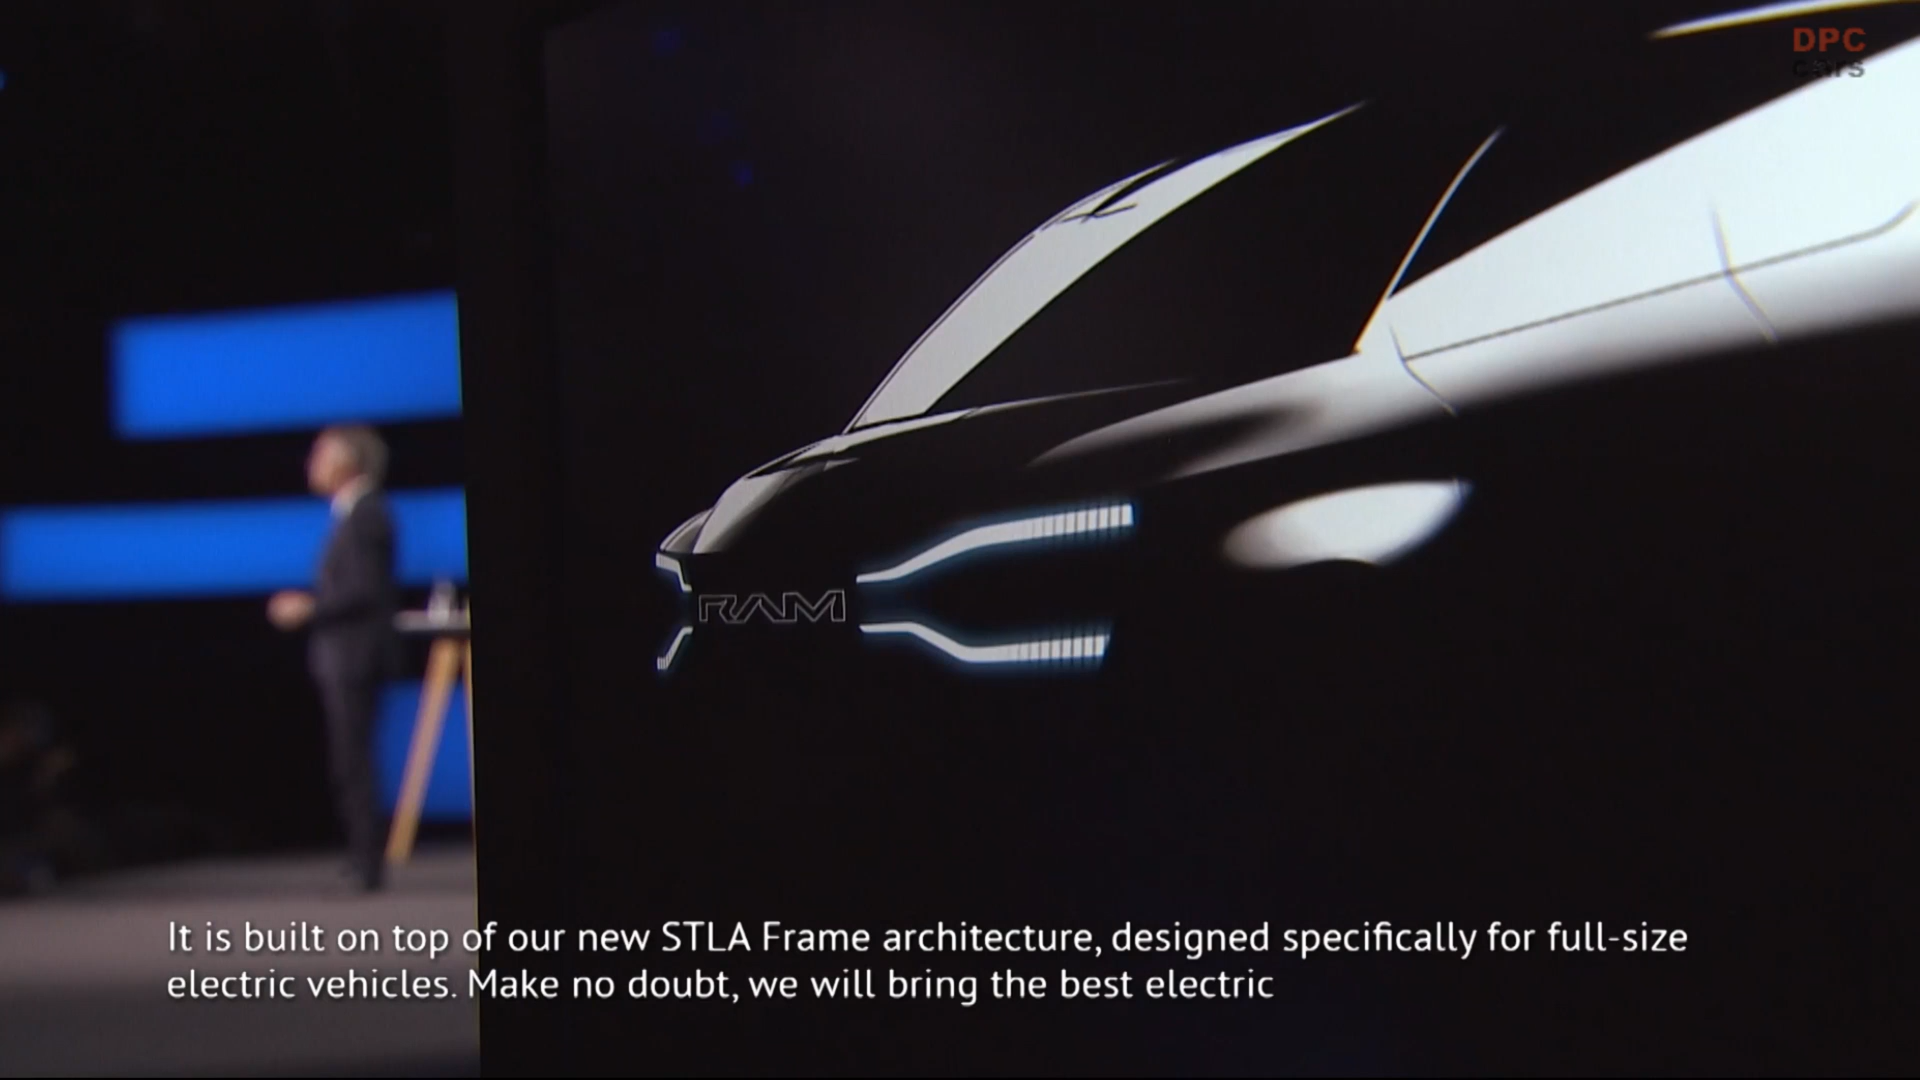 DPC
cars
RAM
It is built on top of our new STLA Frame architecture, designed specifically for full-size
electric vehicles. Make no doubt, we will bring the best electric